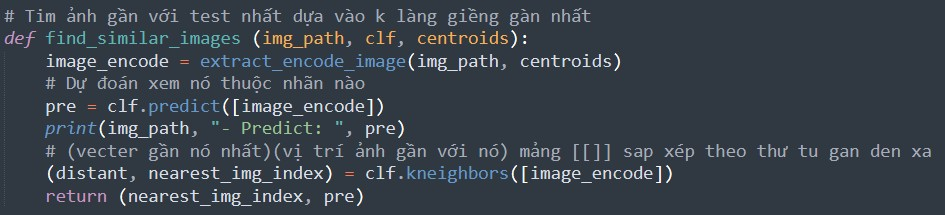 # Tim ảnh gần với test nhất dựa vào k làng giềng gàn nhất
def find_similar_images (img_path, clf, centroids):
    image_encode = extract_encode_image(img_path, centroids)
    # Dự đoán xem nó thuộc nhãn nào
    pre = clf.predict([image_encode])
    print(img_path, "- Predict: ", pre)
    # (vecter gần nó nhất)(vị trí ảnh gần với nó) mảng [[]] sap xép theo thư tu gan den xa
    (distant, nearest_img_index) = clf.kneighbors([image_encode])
    return (nearest_img_index, pre)